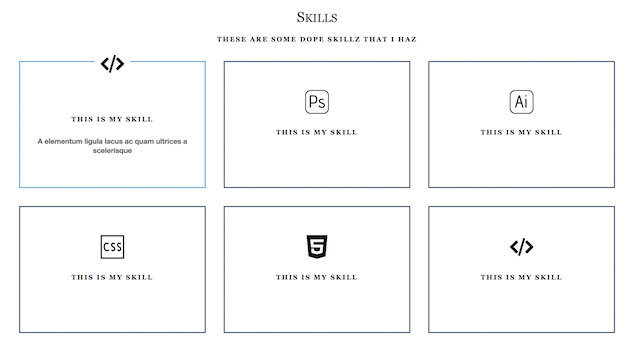 SKILLS
THESE ARE SOME DOPE SKILLZ THAT I HAZ
</>
THIS IS MY SKILL
A elementum ligula lacus ac quam ultrices a
scelerisque
Ps
THIS IS MY SKILL
Ai
THIS IS MY SKILL
CSS
THIS IS MY SKILL
5
THIS IS MY SKILL
</>
THIS IS MY SKILL